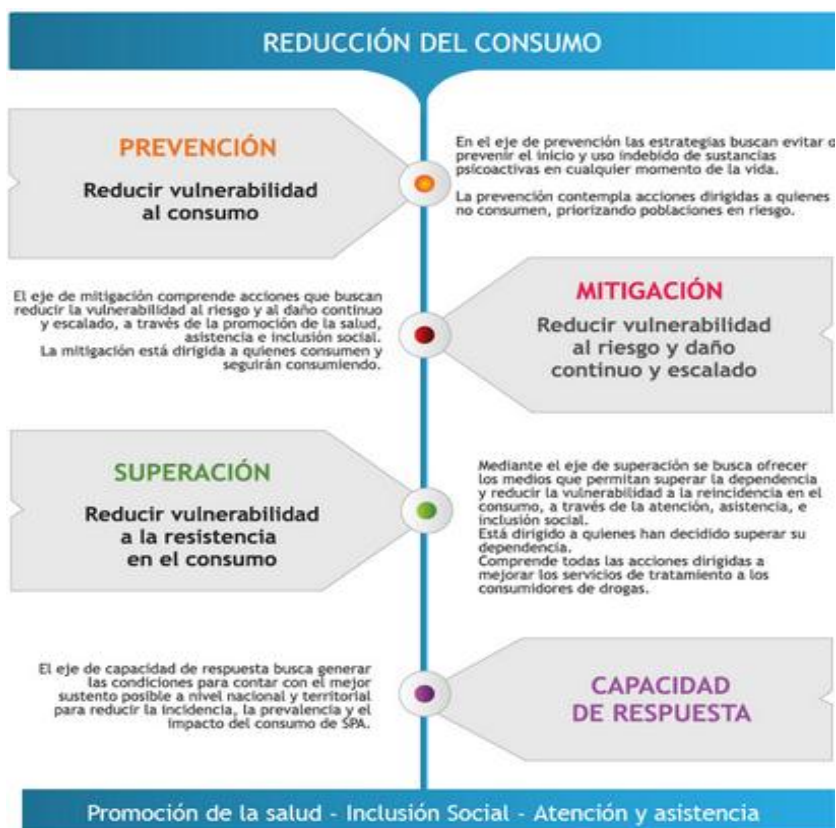 REDUCCIÓN DEL CONSUMO
PREVENCIÓN
Reducir vulnerabilidad
al consumo
En el eje de prevención las estrategias buscan evitar o
prevenir el inicio y uso indebido de sustancias
psicoactivas en cualquier momento de la vida.
La prevención contempla acciones dirigidas a quienes
no consumen, priorizando poblaciones en riesgo.
El eje de mitigación comprende acciones que buscan
reducir la vulnerabilidad al riesgo y al daño continuo
y escalado, a través de la promoción de la salud,
asistencia e inclusión social.
La mitigación está dirigida a quienes consumen y
seguirán consumiendo.
MITIGACIÓN
Reducir vulnerabilidad
al riesgo y daño
continuo y escalado
SUPERACIÓN
Reducir vulnerabilidad
a la resistencia
en el consumo
Mediante el eje de superación se busca ofrecer
los medios que permitan superar la dependencia
y reducir la vulnerabilidad a la reincidencia en el
consumo, a través de la atención, asistencia, e
inclusión social.
Está dirigido a quienes han decidido superar su
dependencia.
Comprende todas las acciones dirigidas a
mejorar los servicios de tratamiento a los
consumidores de drogas.
El eje de capacidad de respuesta busca generar
las condiciones para contar con el mejor
sustento posible a nivel nacional y territorial
para reducir la incidencia, la prevalencia y el
impacto del consumo de SPA.
CAPACIDAD
DE RESPUESTA
Promoción de la salud - Inclusión Social - Atención y asistencia